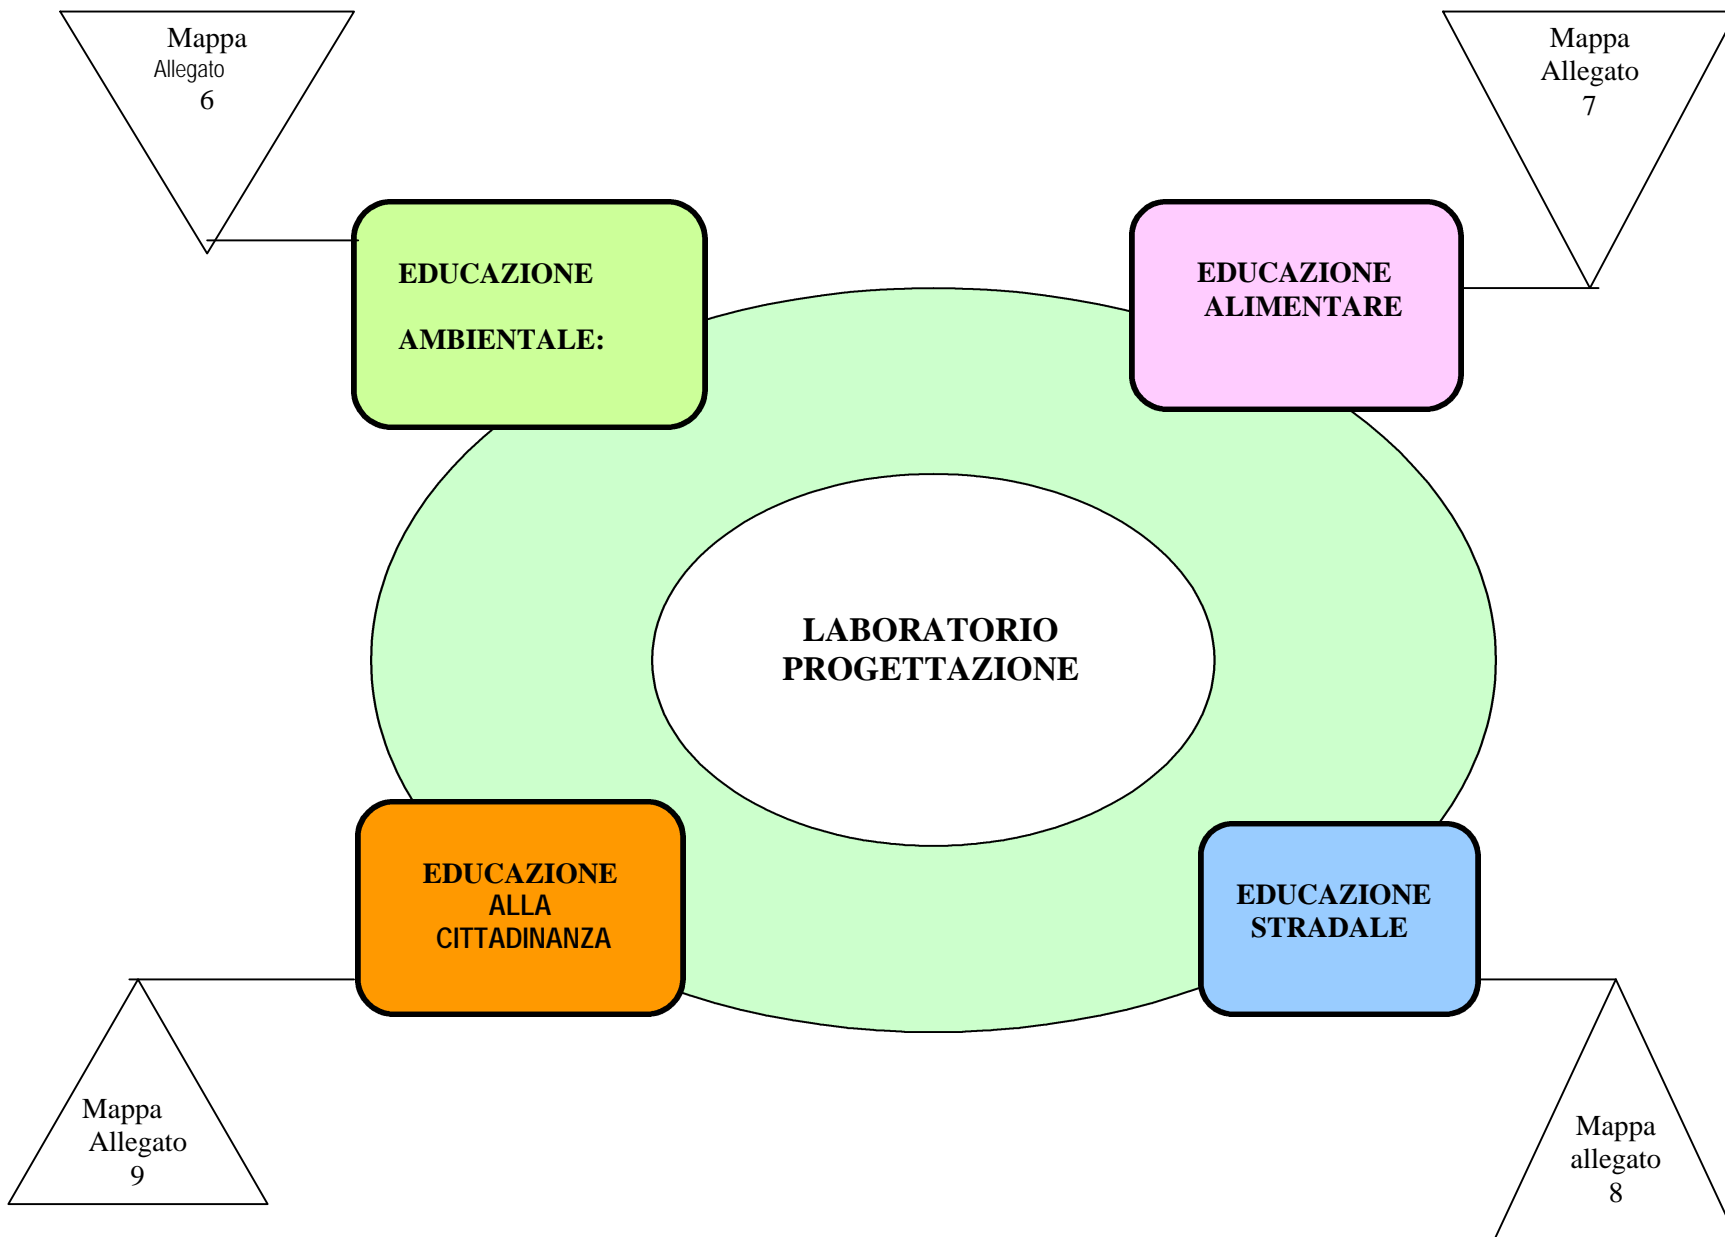 Mappa
Allegato
6
Mappa
Allegato
7
EDUCAZIONE
AMBIENTALE:
EDUCAZIONE
ALIMENTARE
LABORATORIO
PROGETTAZIONE
EDUCAZIONE
ALLA
CITTADINANZA
EDUCAZIONE
STRADALE
Mappa
Allegato
9
Mappa
allegato
8